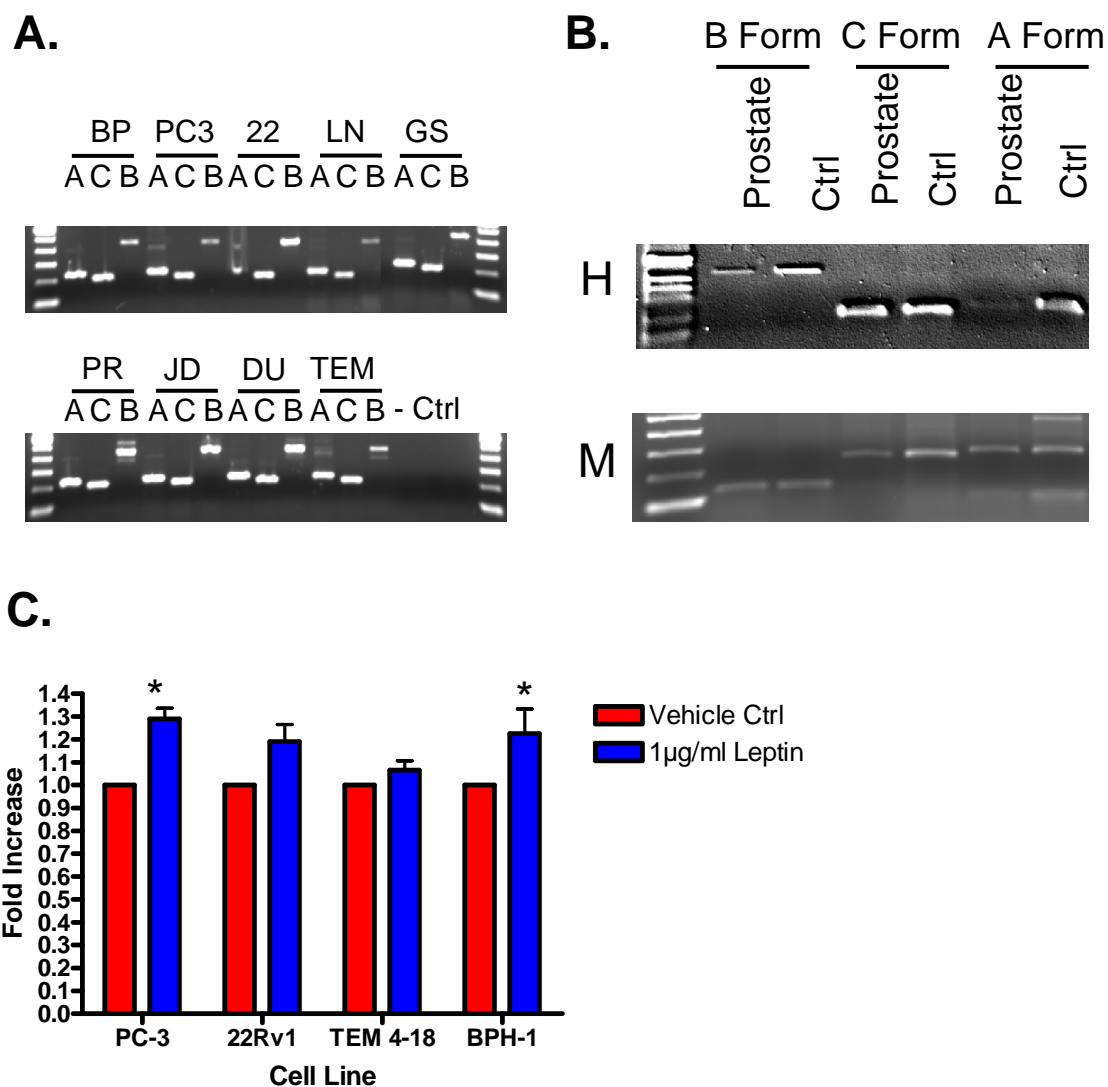 A.
BP PC3 22 LN GS
A C B A C B A C B A C B A C B
PR JD DU TEM
A C B A C B A C B A C B - Ctrl
B.
B Form C Form A Form
Prostate Ctrl Prostate Ctrl Prostate Ctrl
H
M
C.
Fold Increase
1.4
1.3
1.2
1.1
1.0
0.9
0.8
0.7
0.6
0.5
0.4
0.3
0.2
0.1
0.0
* *
PC-3 22Rv1 TEM 4-18 BPH-1
Cell Line
Vehicle Ctrl
1µg/ml Leptin